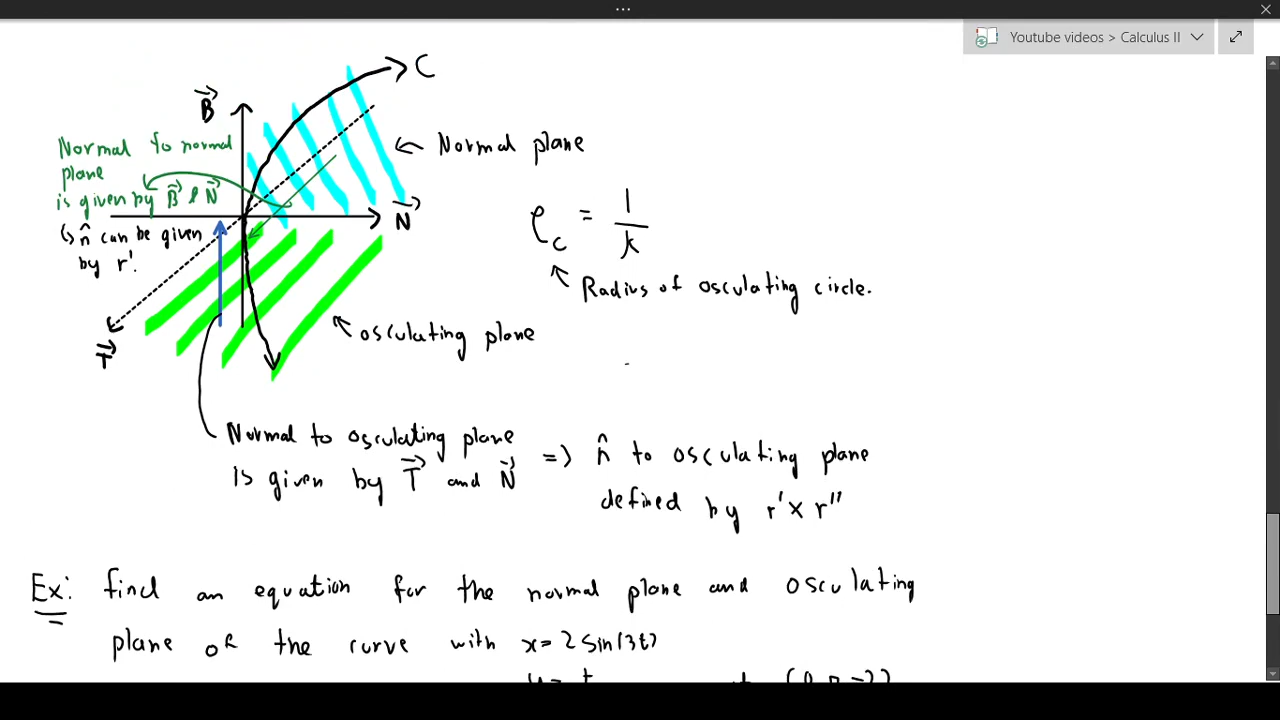 Youtube videos > Calculus II
C
B
Normal to normal
plane
is given by B & N
↳ n̂ can be given
by r'.
← Normal plane
N
ρc = 1/k
Radius of osculating circle.
T
osculating plane
Normal to osculating plane
is given by T and N
=> n̂ to osculating plane
defined by r' x r''
Ex: find an equation for the normal plane and osculating
plane of the curve with x=2 sin(3t)